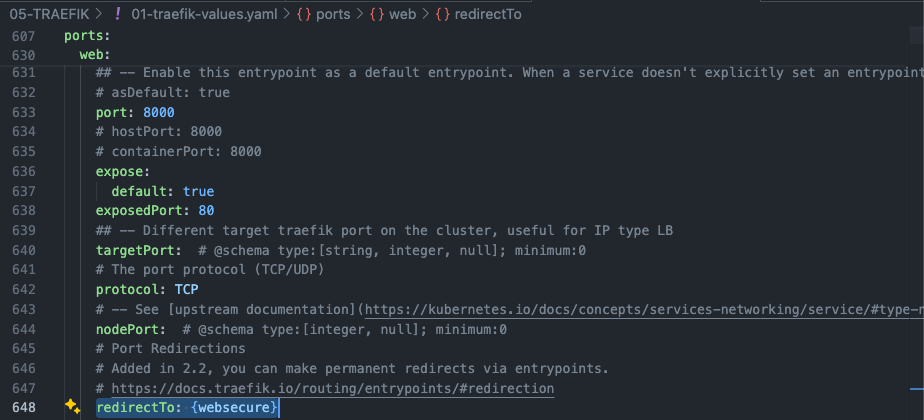 05-TRAEFIK > ! 01-traefik-values.yaml > {} ports > {} web > {} redirectTo
607 ports:
630 web:
631 ## -- Enable this entrypoint as a default entrypoint. When a service doesn't explicitly set an entrypoint
632 # asDefault: true
633 port: 8000
634 # hostPort: 8000
635 # containerPort: 8000
636 expose:
637 default: true
638 exposedPort: 80
639 ## -- Different target traefik port on the cluster, useful for IP type LB
640 targetPort: # @schema type:[string, integer, null]; minimum:0
641 # The port protocol (TCP/UDP)
642 protocol: TCP
643 # -- See [upstream documentation](https://kubernetes.io/docs/concepts/services-networking/service/#type-n
644 nodePort: # @schema type:[integer, null]; minimum:0
645 # Port Redirections
646 # Added in 2.2, you can make permanent redirects via entrypoints.
647 # https://docs.traefik.io/routing/entrypoints/#redirection
648 redirectTo: {websecure}